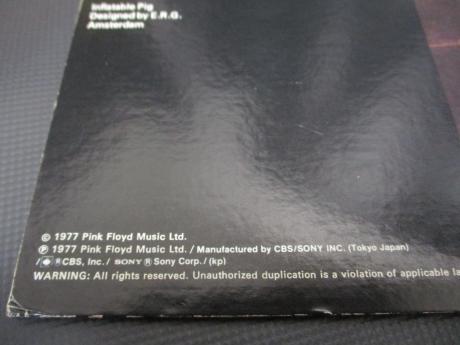 Inflatable Pig
Designed by E.R.G.
Amsterdam
© 1977 Pink Floyd Music Ltd.
℗ 1977 Pink Floyd Music Ltd. / Manufactured by CBS/SONY INC. (Tokyo Japan)
/ ® CBS, Inc. / SONY ® Sony Corp. / (kp)
WARNING: All rights reserved. Unauthorized duplication is a violation of applicable la